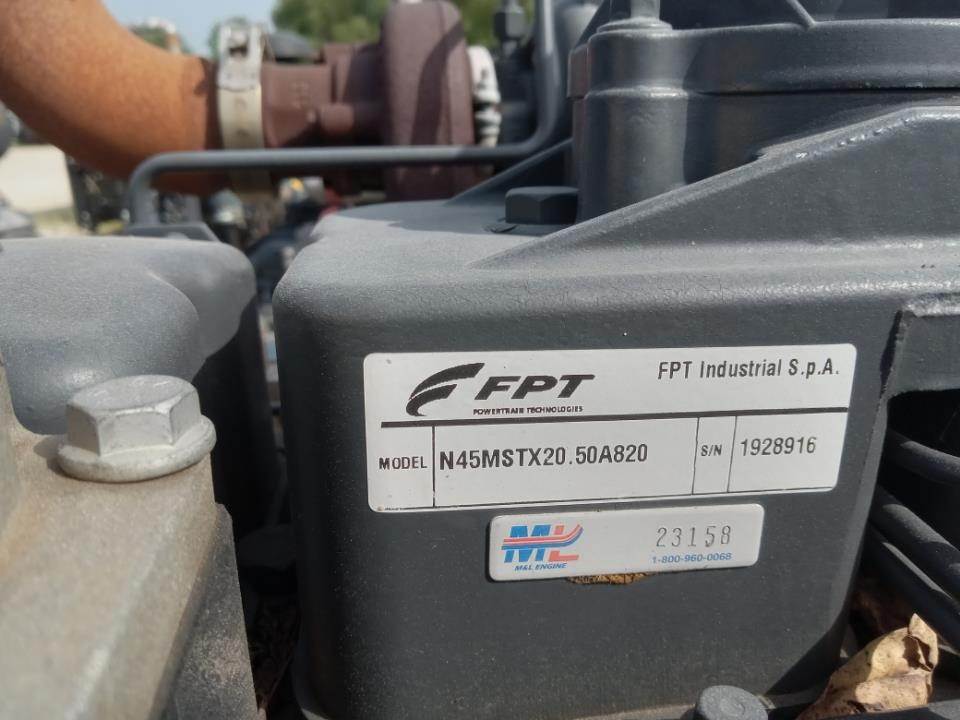 FPT
POWERTRAIN TECHNOLOGIES
FPT Industrial S.p.A.
MODEL N45MSTX20.50A820 S/N 1928916
ML
M&L ENGINE
23158
1-800-960-0068